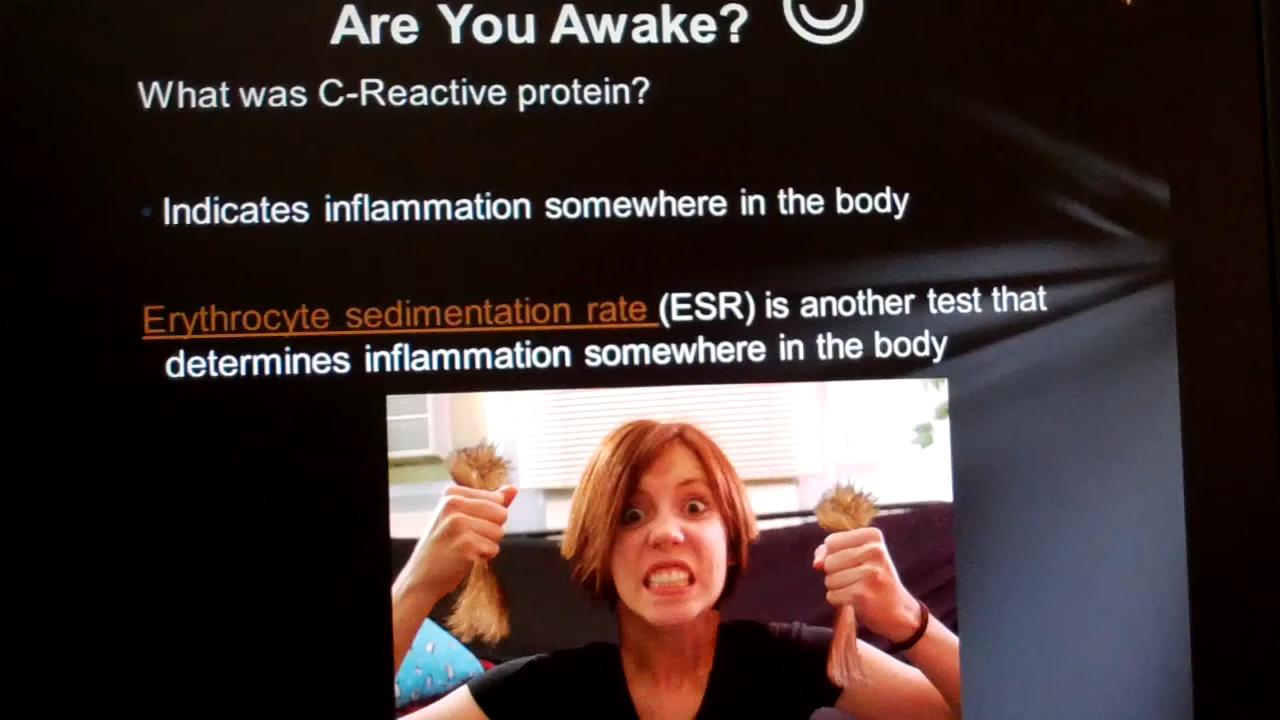 Are You Awake?
What was C-Reactive protein?
Indicates inflammation somewhere in the body
Erythrocyte sedimentation rate (ESR) is another test that
determines inflammation somewhere in the body